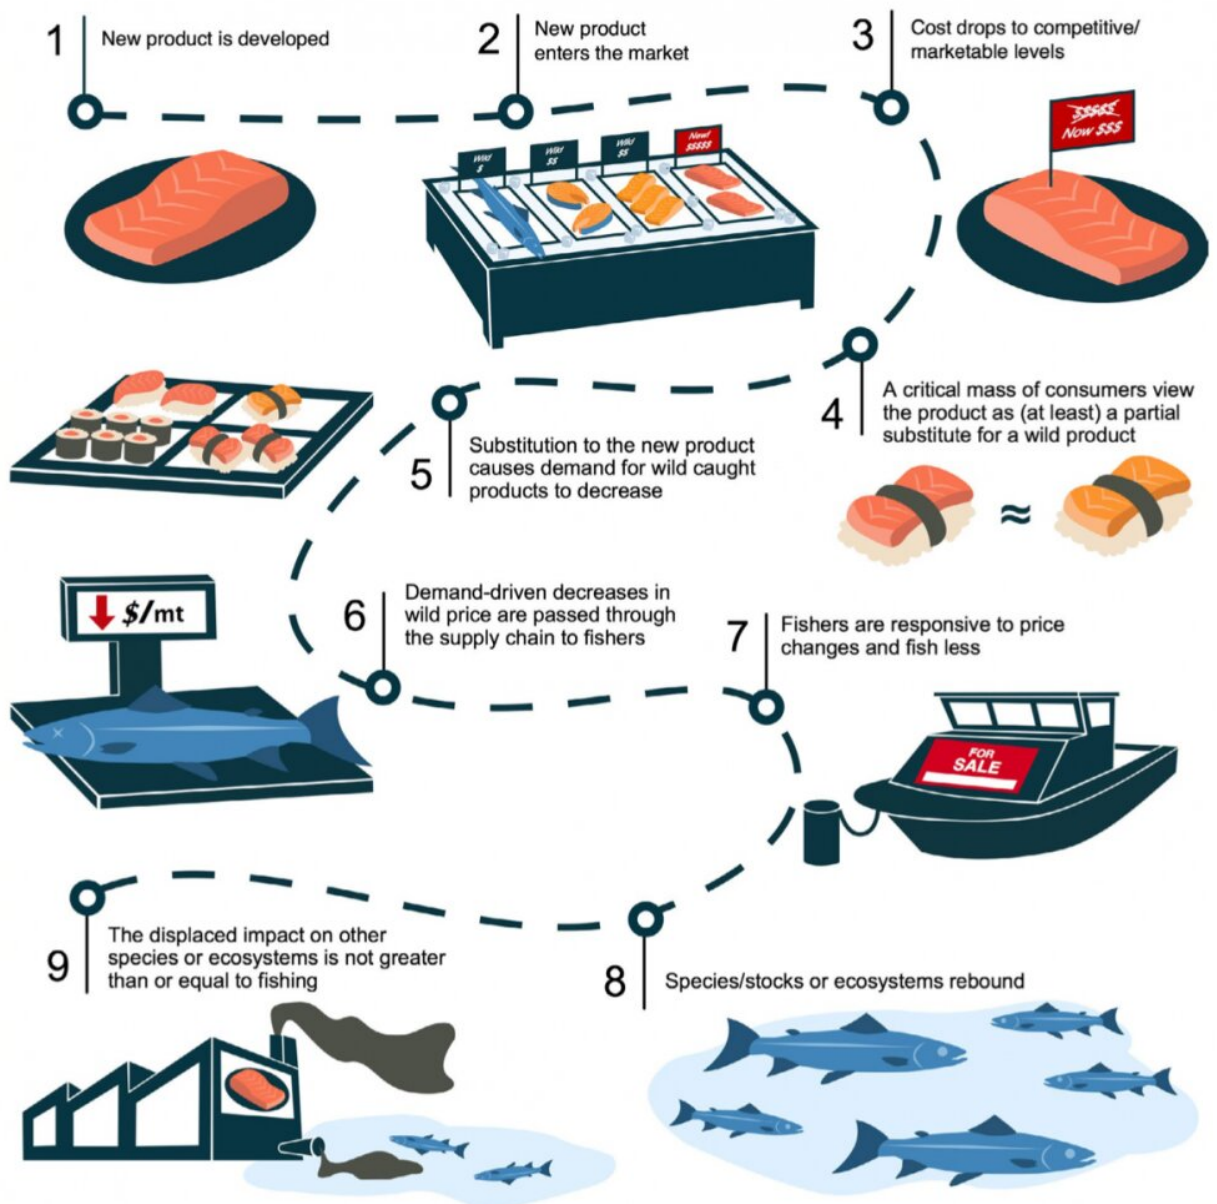 1
New product is developed
2
New product
enters the market
3
Cost drops to competitive/
marketable levels
Wild
$
Wild
$$
Wild
$$
New!
$$$$$
$$$$$
Now $$$
4
A critical mass of consumers view
the product as (at least) a partial
substitute for a wild product
≈
5
Substitution to the new product
causes demand for wild caught
products to decrease
6
Demand-driven decreases in
wild price are passed through
the supply chain to fishers
$/mt
7
Fishers are responsive to price
changes and fish less
FOR
SALE
8
Species/stocks or ecosystems rebound
9
The displaced impact on other
species or ecosystems is not greater
than or equal to fishing